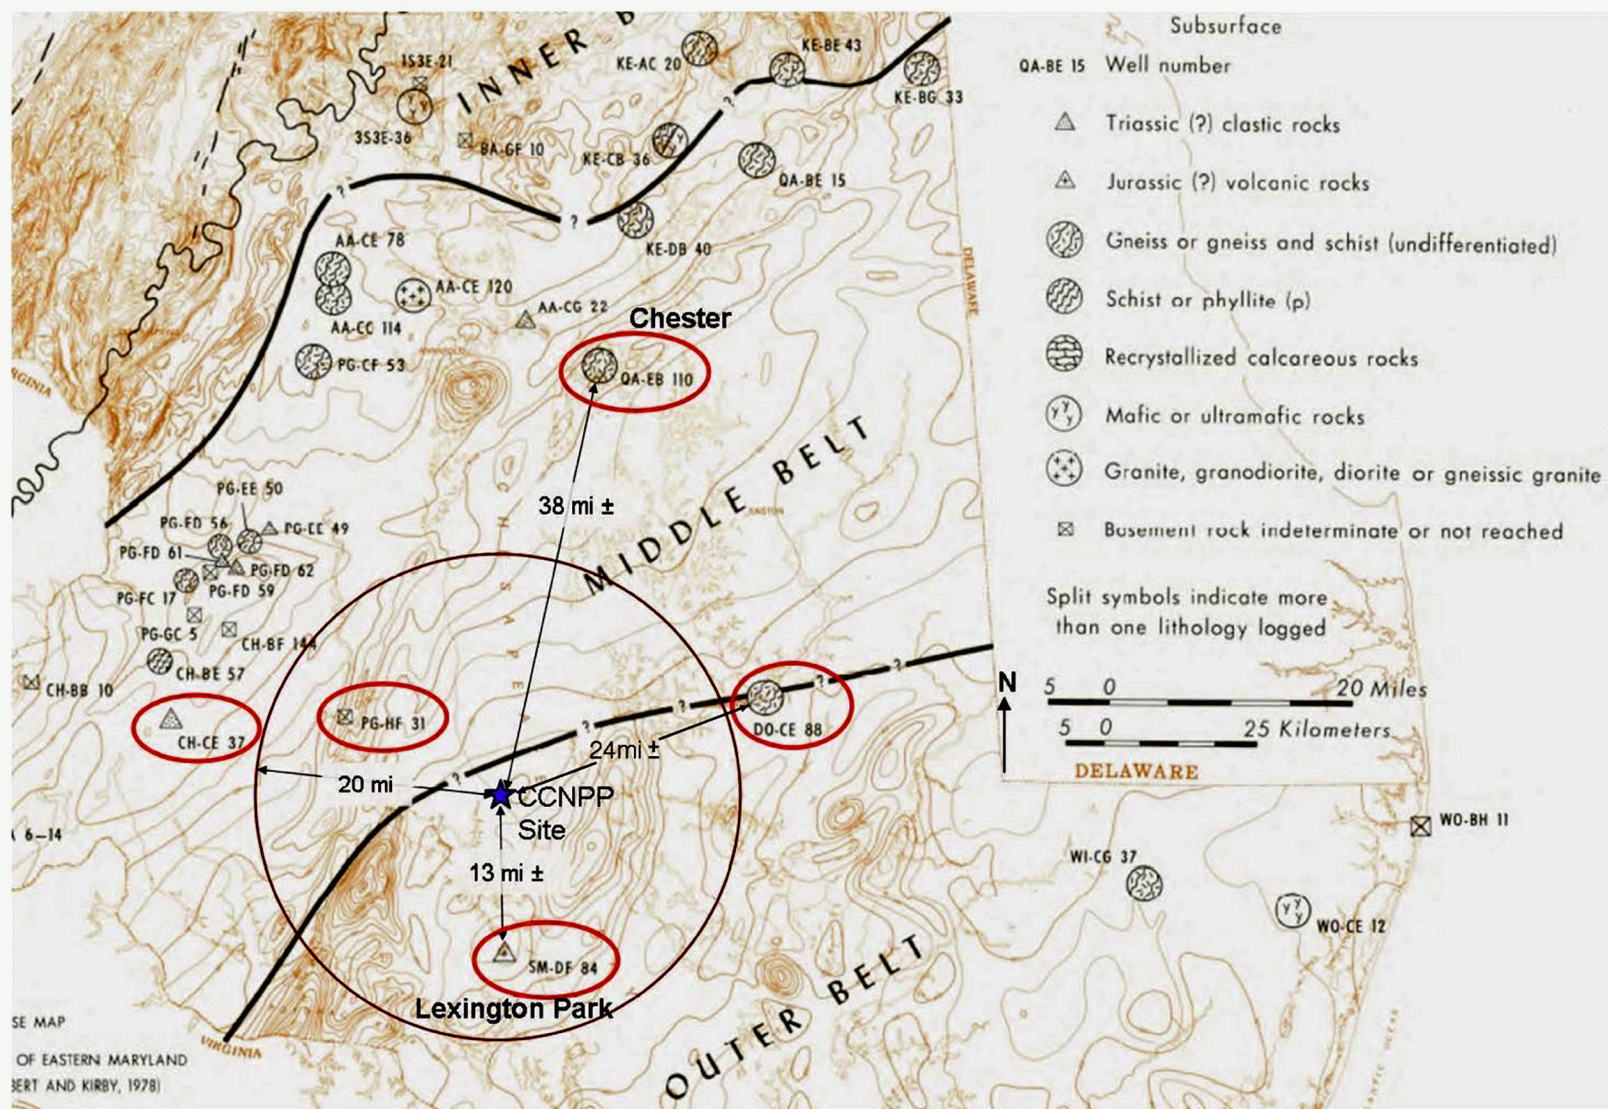 Subsurface
QA-BE 15 Well number
Triassic (?) clastic rocks
Jurassic (?) volcanic rocks
Gneiss or gneiss and schist (undifferentiated)
Schist or phyllite (p)
Recrystallized calcareous rocks
Mafic or ultramafic rocks
Granite, granodiorite, diorite or gneissic granite
Basement rock indeterminate or not reached
Split symbols indicate more
than one lithology logged
N
5 0 20 Miles
5 0 25 Kilometers
DELAWARE
INNER B
1S3E-21
3S3E-36
BA-GF 10
KE-AC 20
KE-BE 43
KE-BG 33
KE-CB 36
QA-BE 15
KE-DB 40
?
?
?
AA-CE 78
AA-CE 120
AA-CC 114
AA-CG 22
PG-CF 53
DELAWARE
Chester
QA-EB 110
38 mi ±
MIDDLE BELT
EASTON
CHESAPEA
PG-EE 50
PG-FD 56
PG-EE 49
PG-FD 61
PG-FD 62
PG-FD 59
PG-FC 17
PG-GC 5
CH-BF 144
CH-BE 57
CH-BB 10
CH-CE 37
PG-HF 31
DO-CE 88
?
?
?
?
?
24mi ±
20 mi
CCNPP
Site
13 mi ±
SM-DF 84
Lexington Park
A 6-14
WO-BH 11
WI-CG 37
WO-CE 12
OUTER BELT
VIRGINIA
RGINIA
SE MAP
OF EASTERN MARYLAND
BERT AND KIRBY, 1978)
ANTIC OCEAN